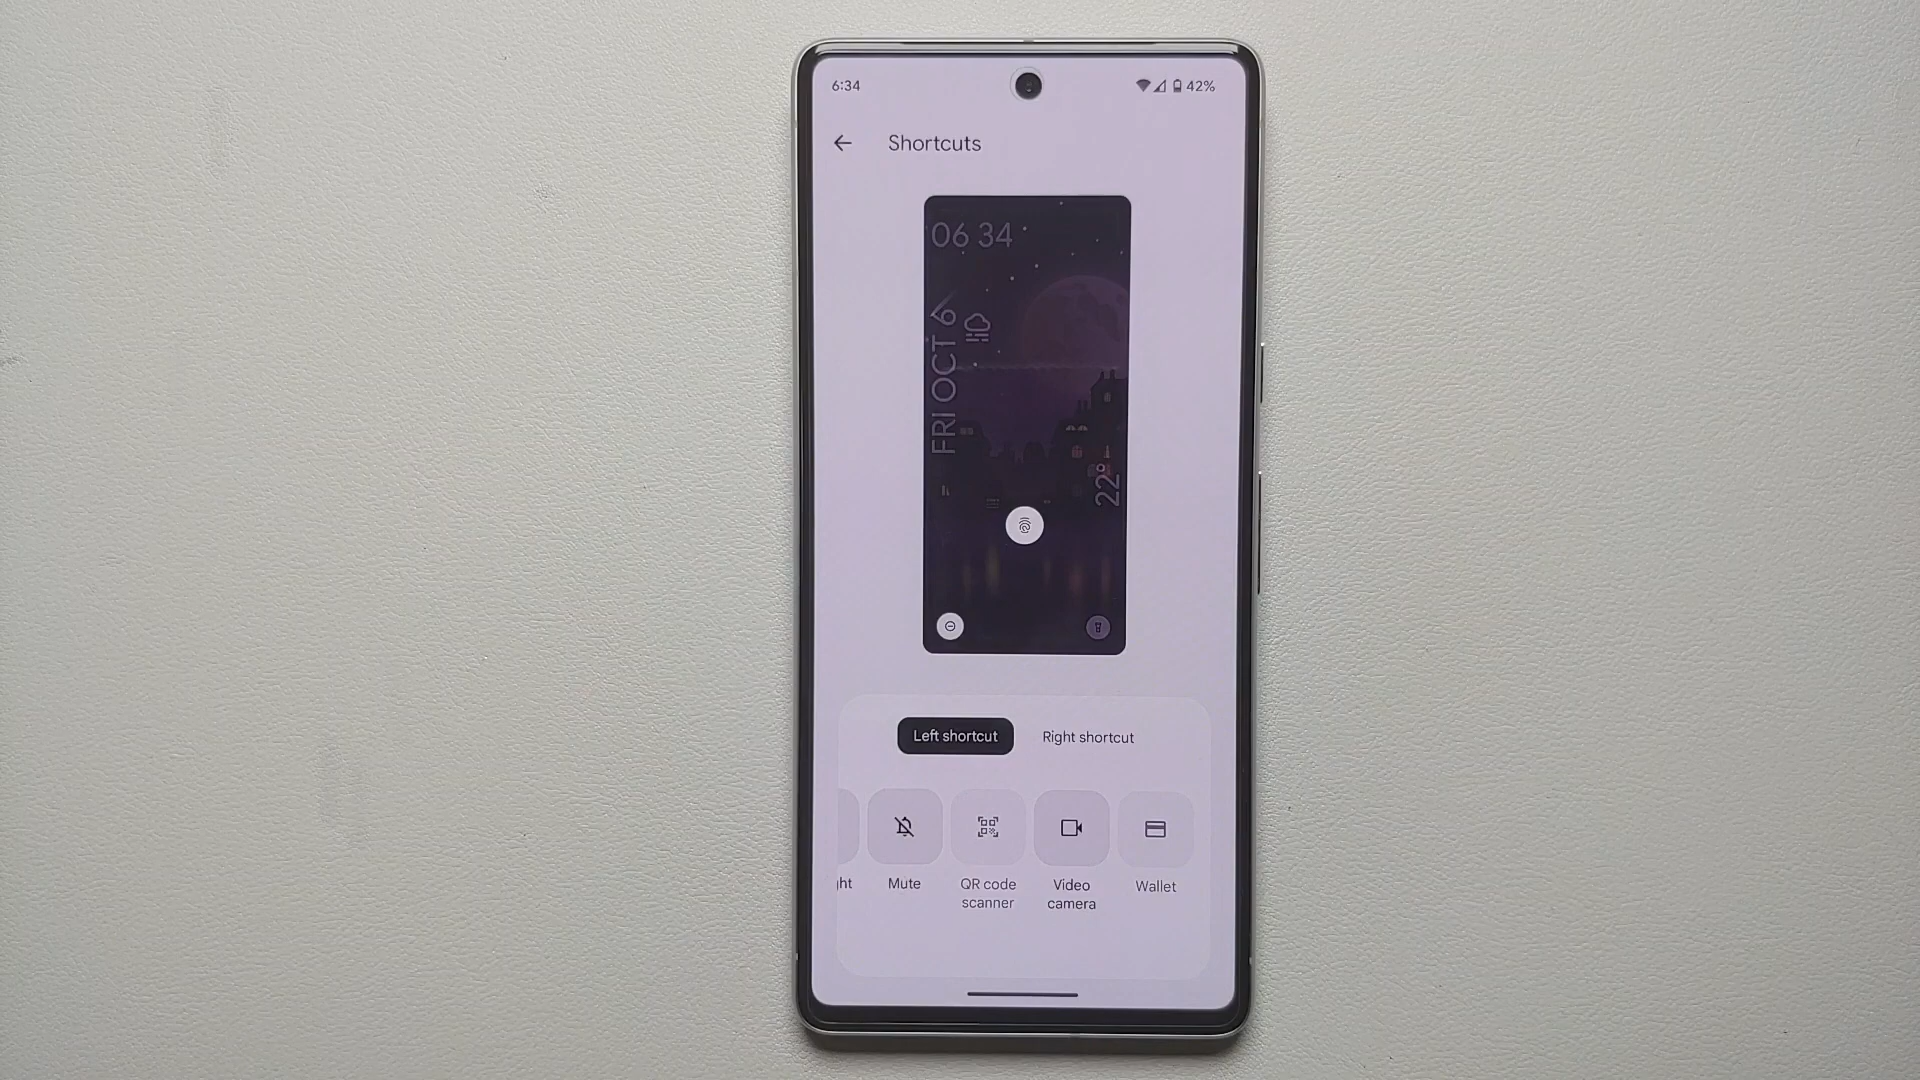 6:34
42%
Shortcuts
06 34
FRI OCT 6
22°
Left shortcut
Right shortcut
ght
Mute
QR code
scanner
Video
camera
Wallet